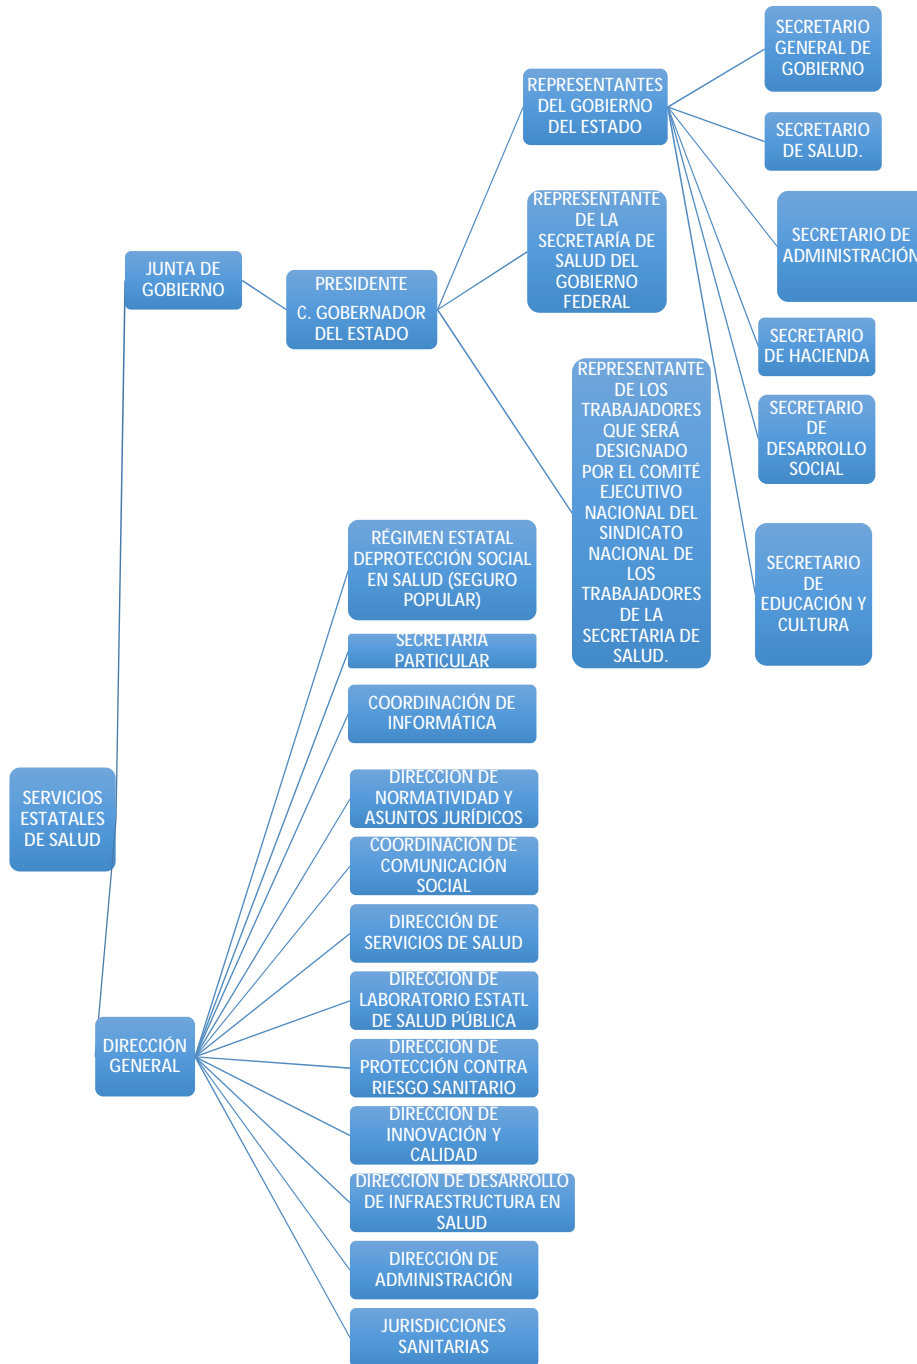 SERVICIOS
ESTATALES
DE SALUD
JUNTA DE
GOBIERNO
PRESIDENTE
C. GOBERNADOR
DEL ESTADO
REPRESENTANTES
DEL GOBIERNO
DEL ESTADO
SECRETARIO
GENERAL DE
GOBIERNO
SECRETARIO
DE SALUD.
SECRETARIO DE
ADMINISTRACIÓN
SECRETARIO
DE HACIENDA
SECRETARIO
DE
DESARROLLO
SOCIAL
SECRETARIO
DE
EDUCACIÓN Y
CULTURA
REPRESENTANTE
DE LA
SECRETARÍA DE
SALUD DEL
GOBIERNO
FEDERAL
REPRESENTANTE
DE LOS
TRABAJADORES
QUE SERÁ
DESIGNADO
POR EL COMITÉ
EJECUTIVO
NACIONAL DEL
SINDICATO
NACIONAL DE
LOS
TRABAJADORES
DE LA
SECRETARIA DE
SALUD.
DIRECCIÓN
GENERAL
RÉGIMEN ESTATAL
DEPROTECCIÓN SOCIAL
EN SALUD (SEGURO
POPULAR)
SECRETARÍA
PARTICULAR
COORDINACIÓN DE
INFORMÁTICA
DIRECCIÓN DE
NORMATIVIDAD Y
ASUNTOS JURÍDICOS
COORDINACIÓN DE
COMUNICACIÓN
SOCIAL
DIRECCIÓN DE
SERVICIOS DE SALUD
DIRECCIÓN DE
LABORATORIO ESTATL
DE SALUD PÚBLICA
DIRECCIÓN DE
PROTECCIÓN CONTRA
RIESGO SANITARIO
DIRECCIÓN DE
INNOVACIÓN Y
CALIDAD
DIRECCIÓN DE DESARROLLO
DE INFRAESTRUCTURA EN
SALUD
DIRECCIÓN DE
ADMINISTRACIÓN
JURISDICCIONES
SANITARIAS